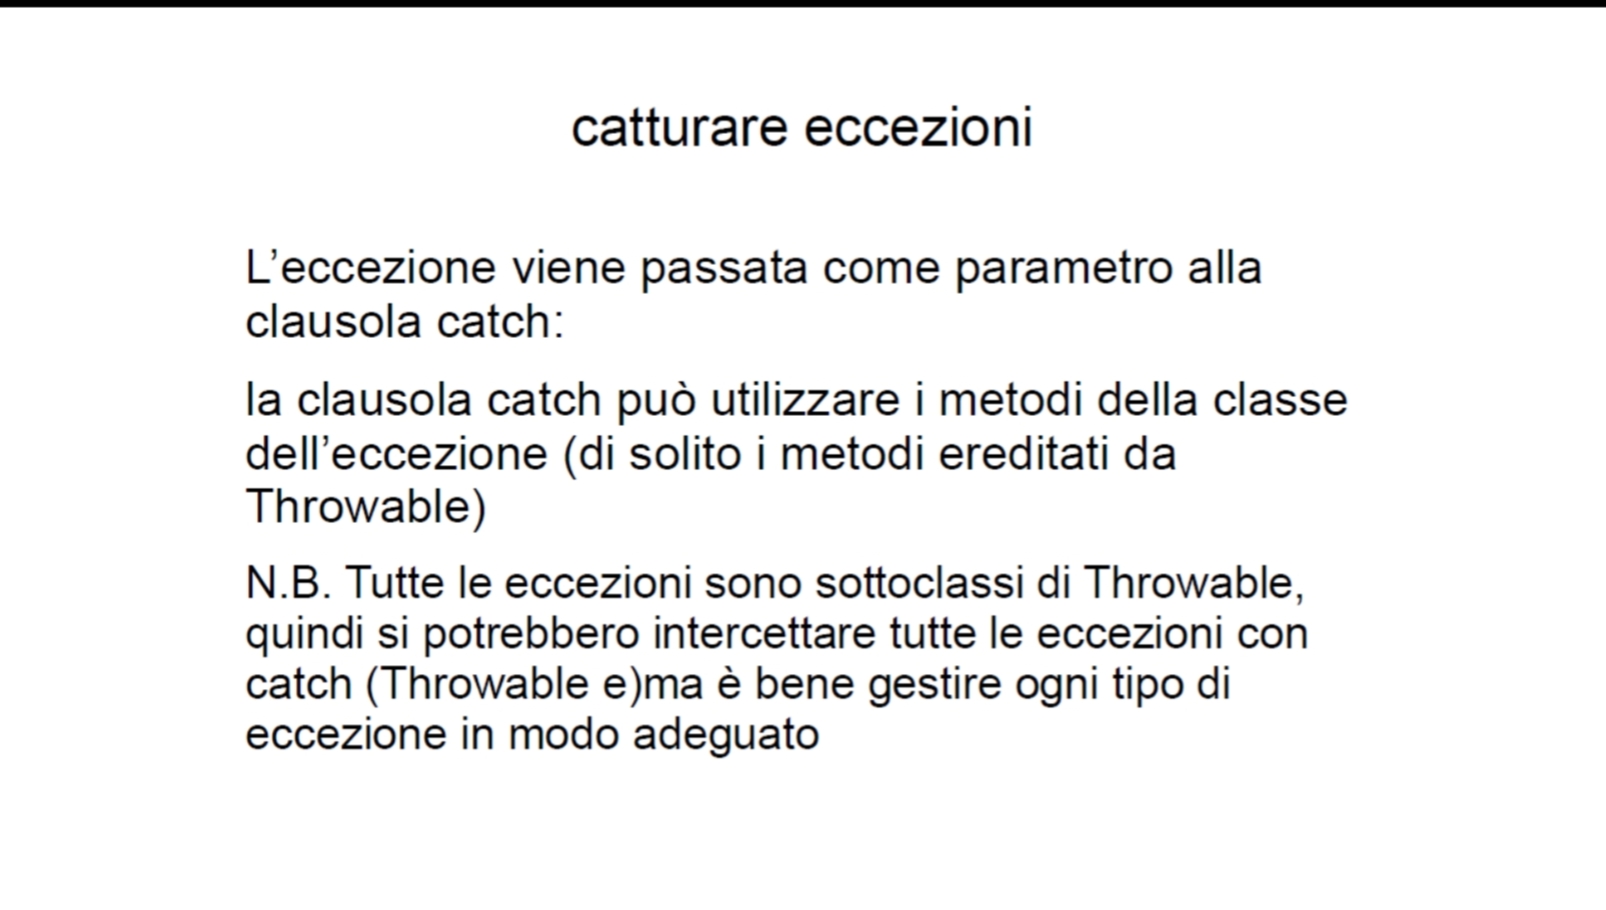 catturare eccezioni
L’eccezione viene passata come parametro alla
clausola catch:
la clausola catch può utilizzare i metodi della classe
dell’eccezione (di solito i metodi ereditati da
Throwable)
N.B. Tutte le eccezioni sono sottoclassi di Throwable,
quindi si potrebbero intercettare tutte le eccezioni con
catch (Throwable e)ma è bene gestire ogni tipo di
eccezione in modo adeguato